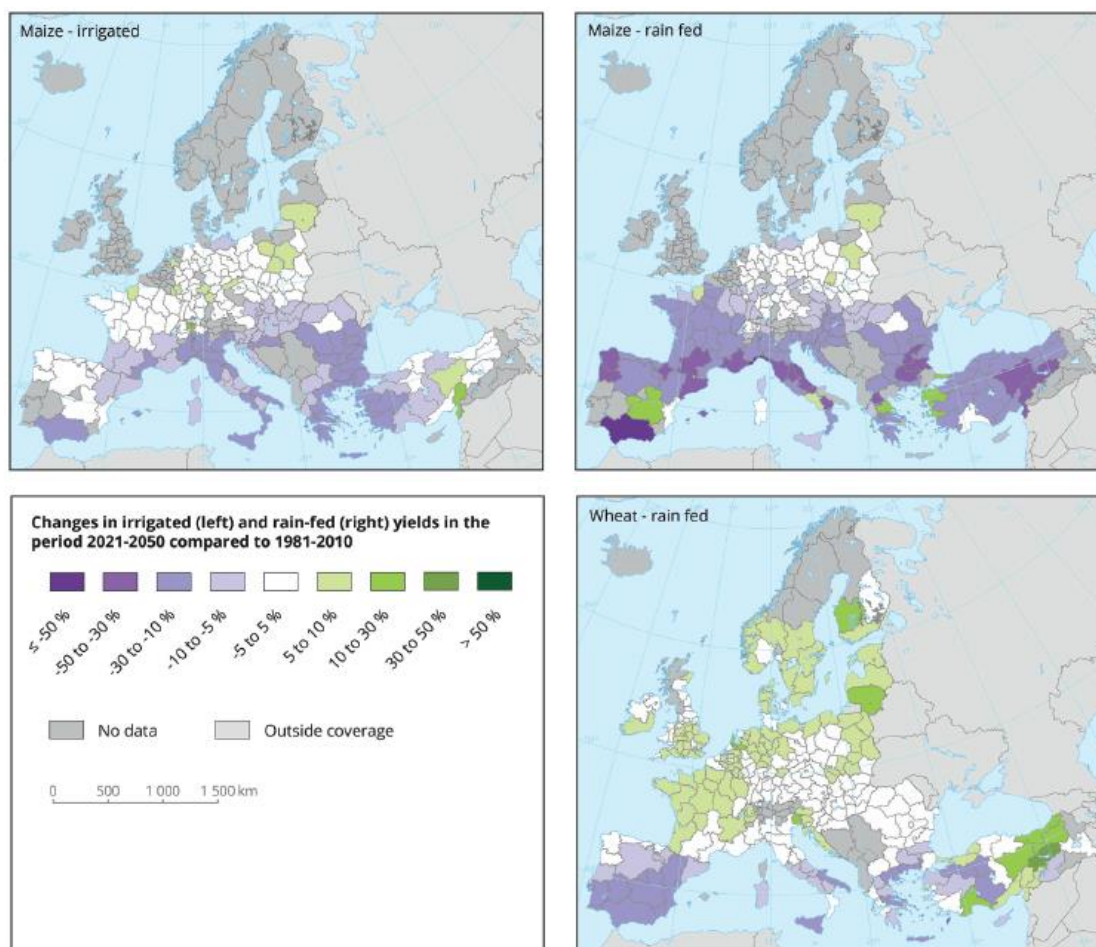 Maize - irrigated
Maize - rain fed
Changes in irrigated (left) and rain-fed (right) yields in the
period 2021-2050 compared to 1981-2010
≤ -50 %
-50 to -30 %
-30 to -10 %
-10 to -5 %
-5 to 5 %
5 to 10 %
10 to 30 %
30 to 50 %
> 50 %
No data
Outside coverage
0 500 1 000 1 500 km
Wheat - rain fed